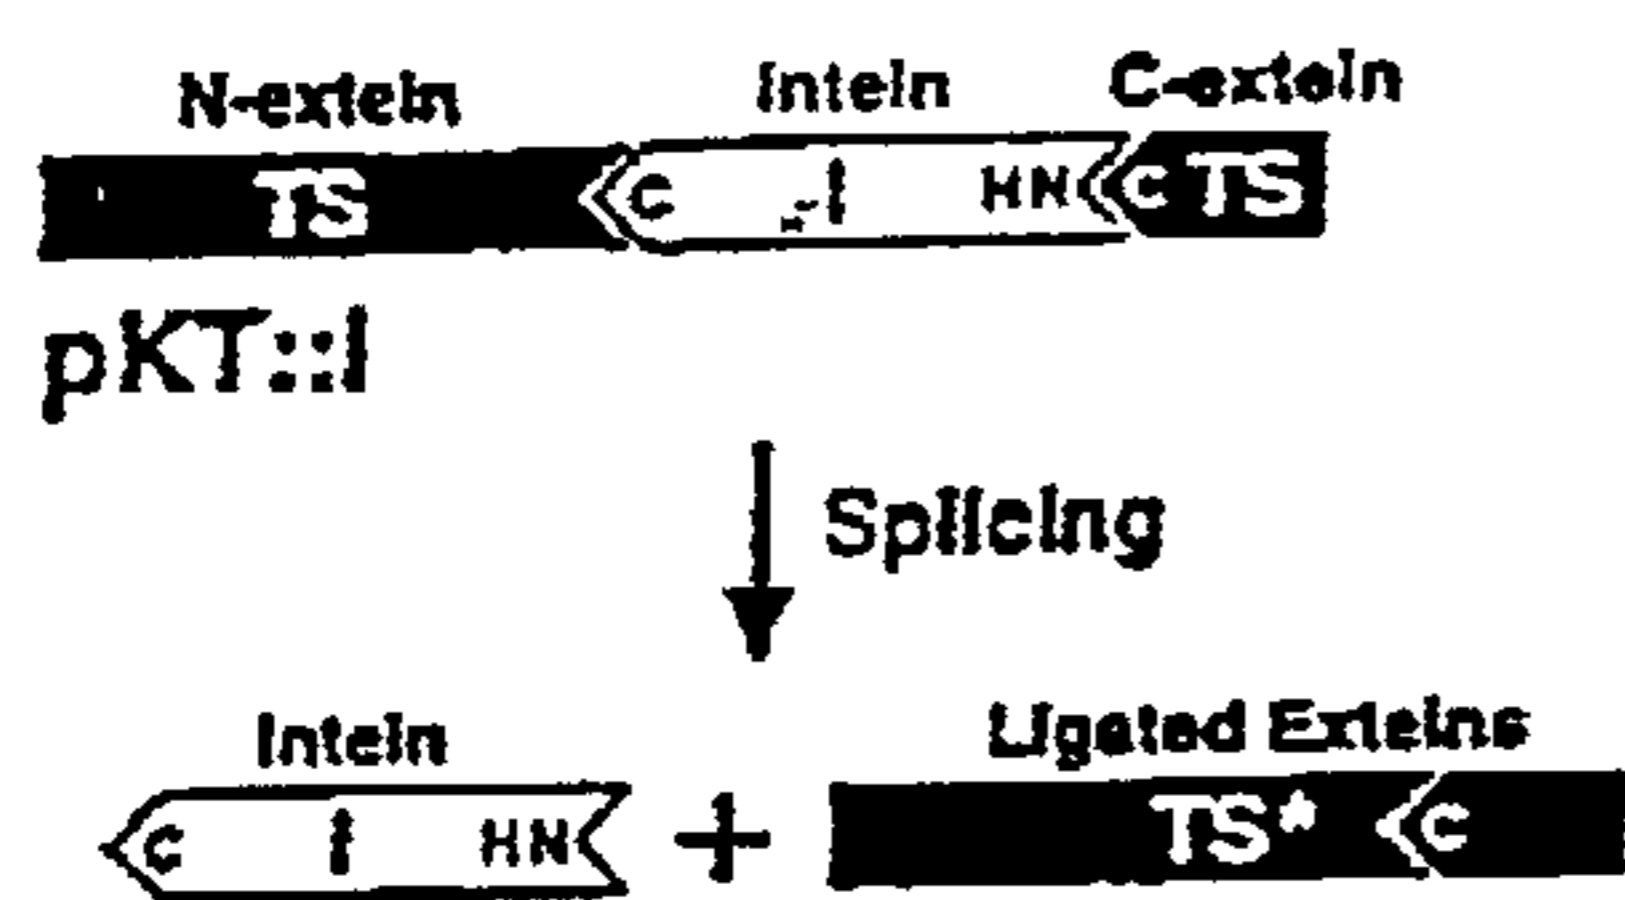 N-extein Intein C-extein
TS C I HN C TS
pKT::I
Splicing
Intein Ligated Exteins
C I HN + TS* C